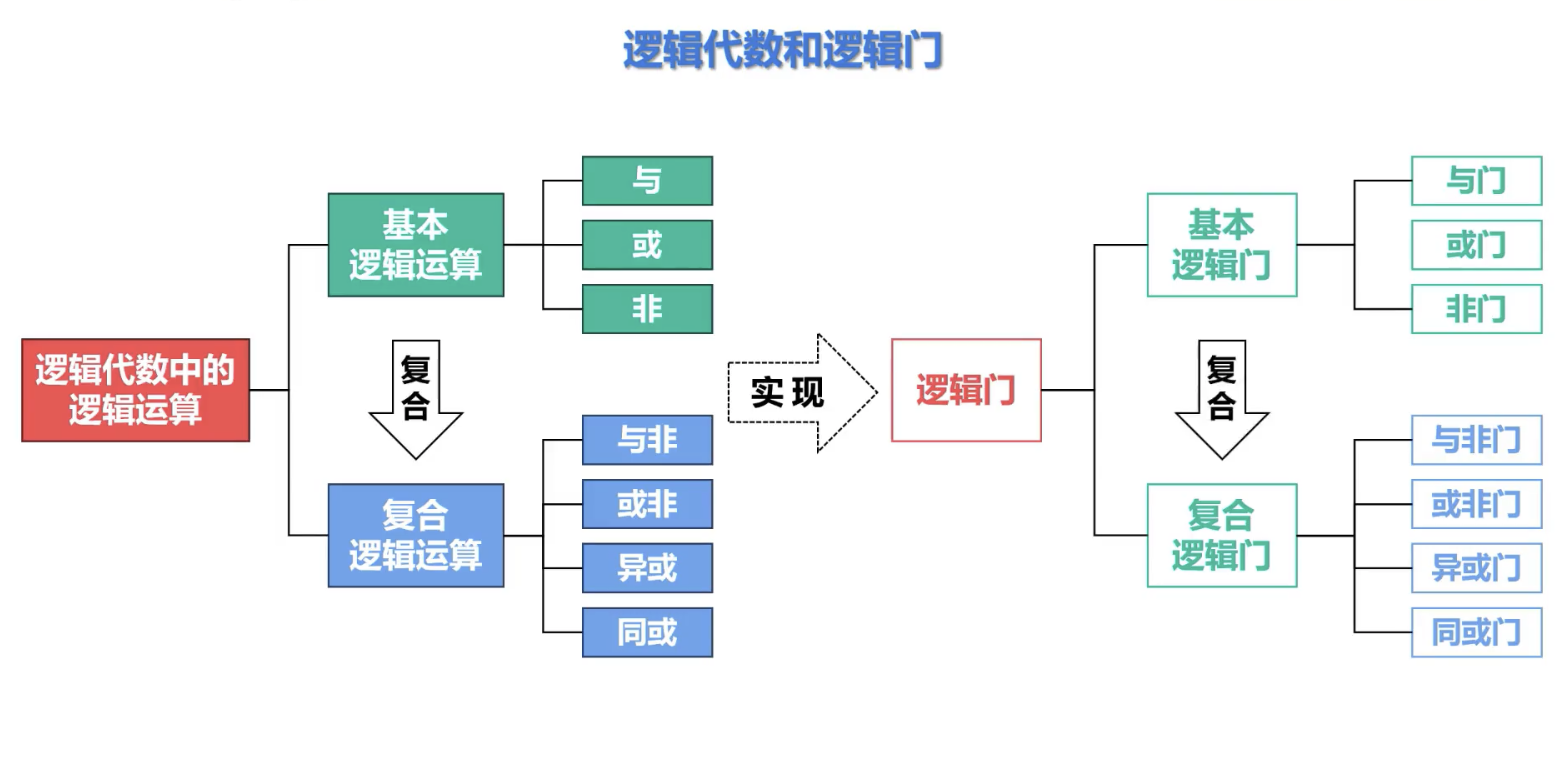 逻辑代数和逻辑门
逻辑代数中的
逻辑运算
基本
逻辑运算
与
或
非
复
合
复合
逻辑运算
与非
或非
异或
同或
实现
逻辑门
基本
逻辑门
与门
或门
非门
复
合
复合
逻辑门
与非门
或非门
异或门
同或门